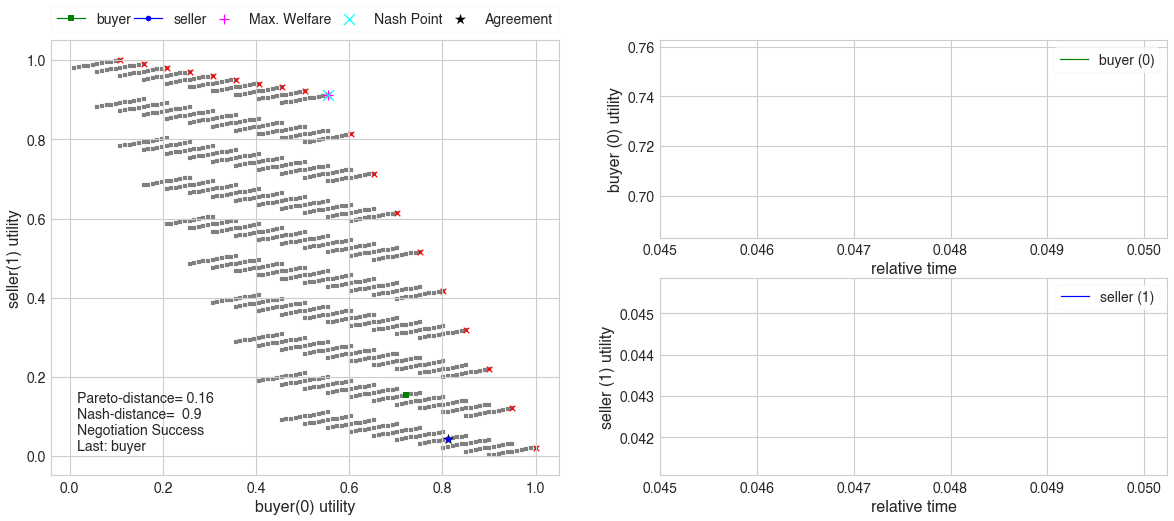 buyer seller Max. Welfare Nash Point Agreement
1.0
0.8
0.6
0.4
0.2
0.0
seller(1) utility
Pareto-distance= 0.16
Nash-distance= 0.9
Negotiation Success
Last: buyer
0.0 0.2 0.4 0.6 0.8 1.0
buyer(0) utility
buyer (0)
0.76
0.74
0.72
0.70
buyer (0) utility
0.045 0.046 0.047 0.048 0.049 0.050
relative time
seller (1)
0.045
0.044
0.043
0.042
seller (1) utility
0.045 0.046 0.047 0.048 0.049 0.050
relative time